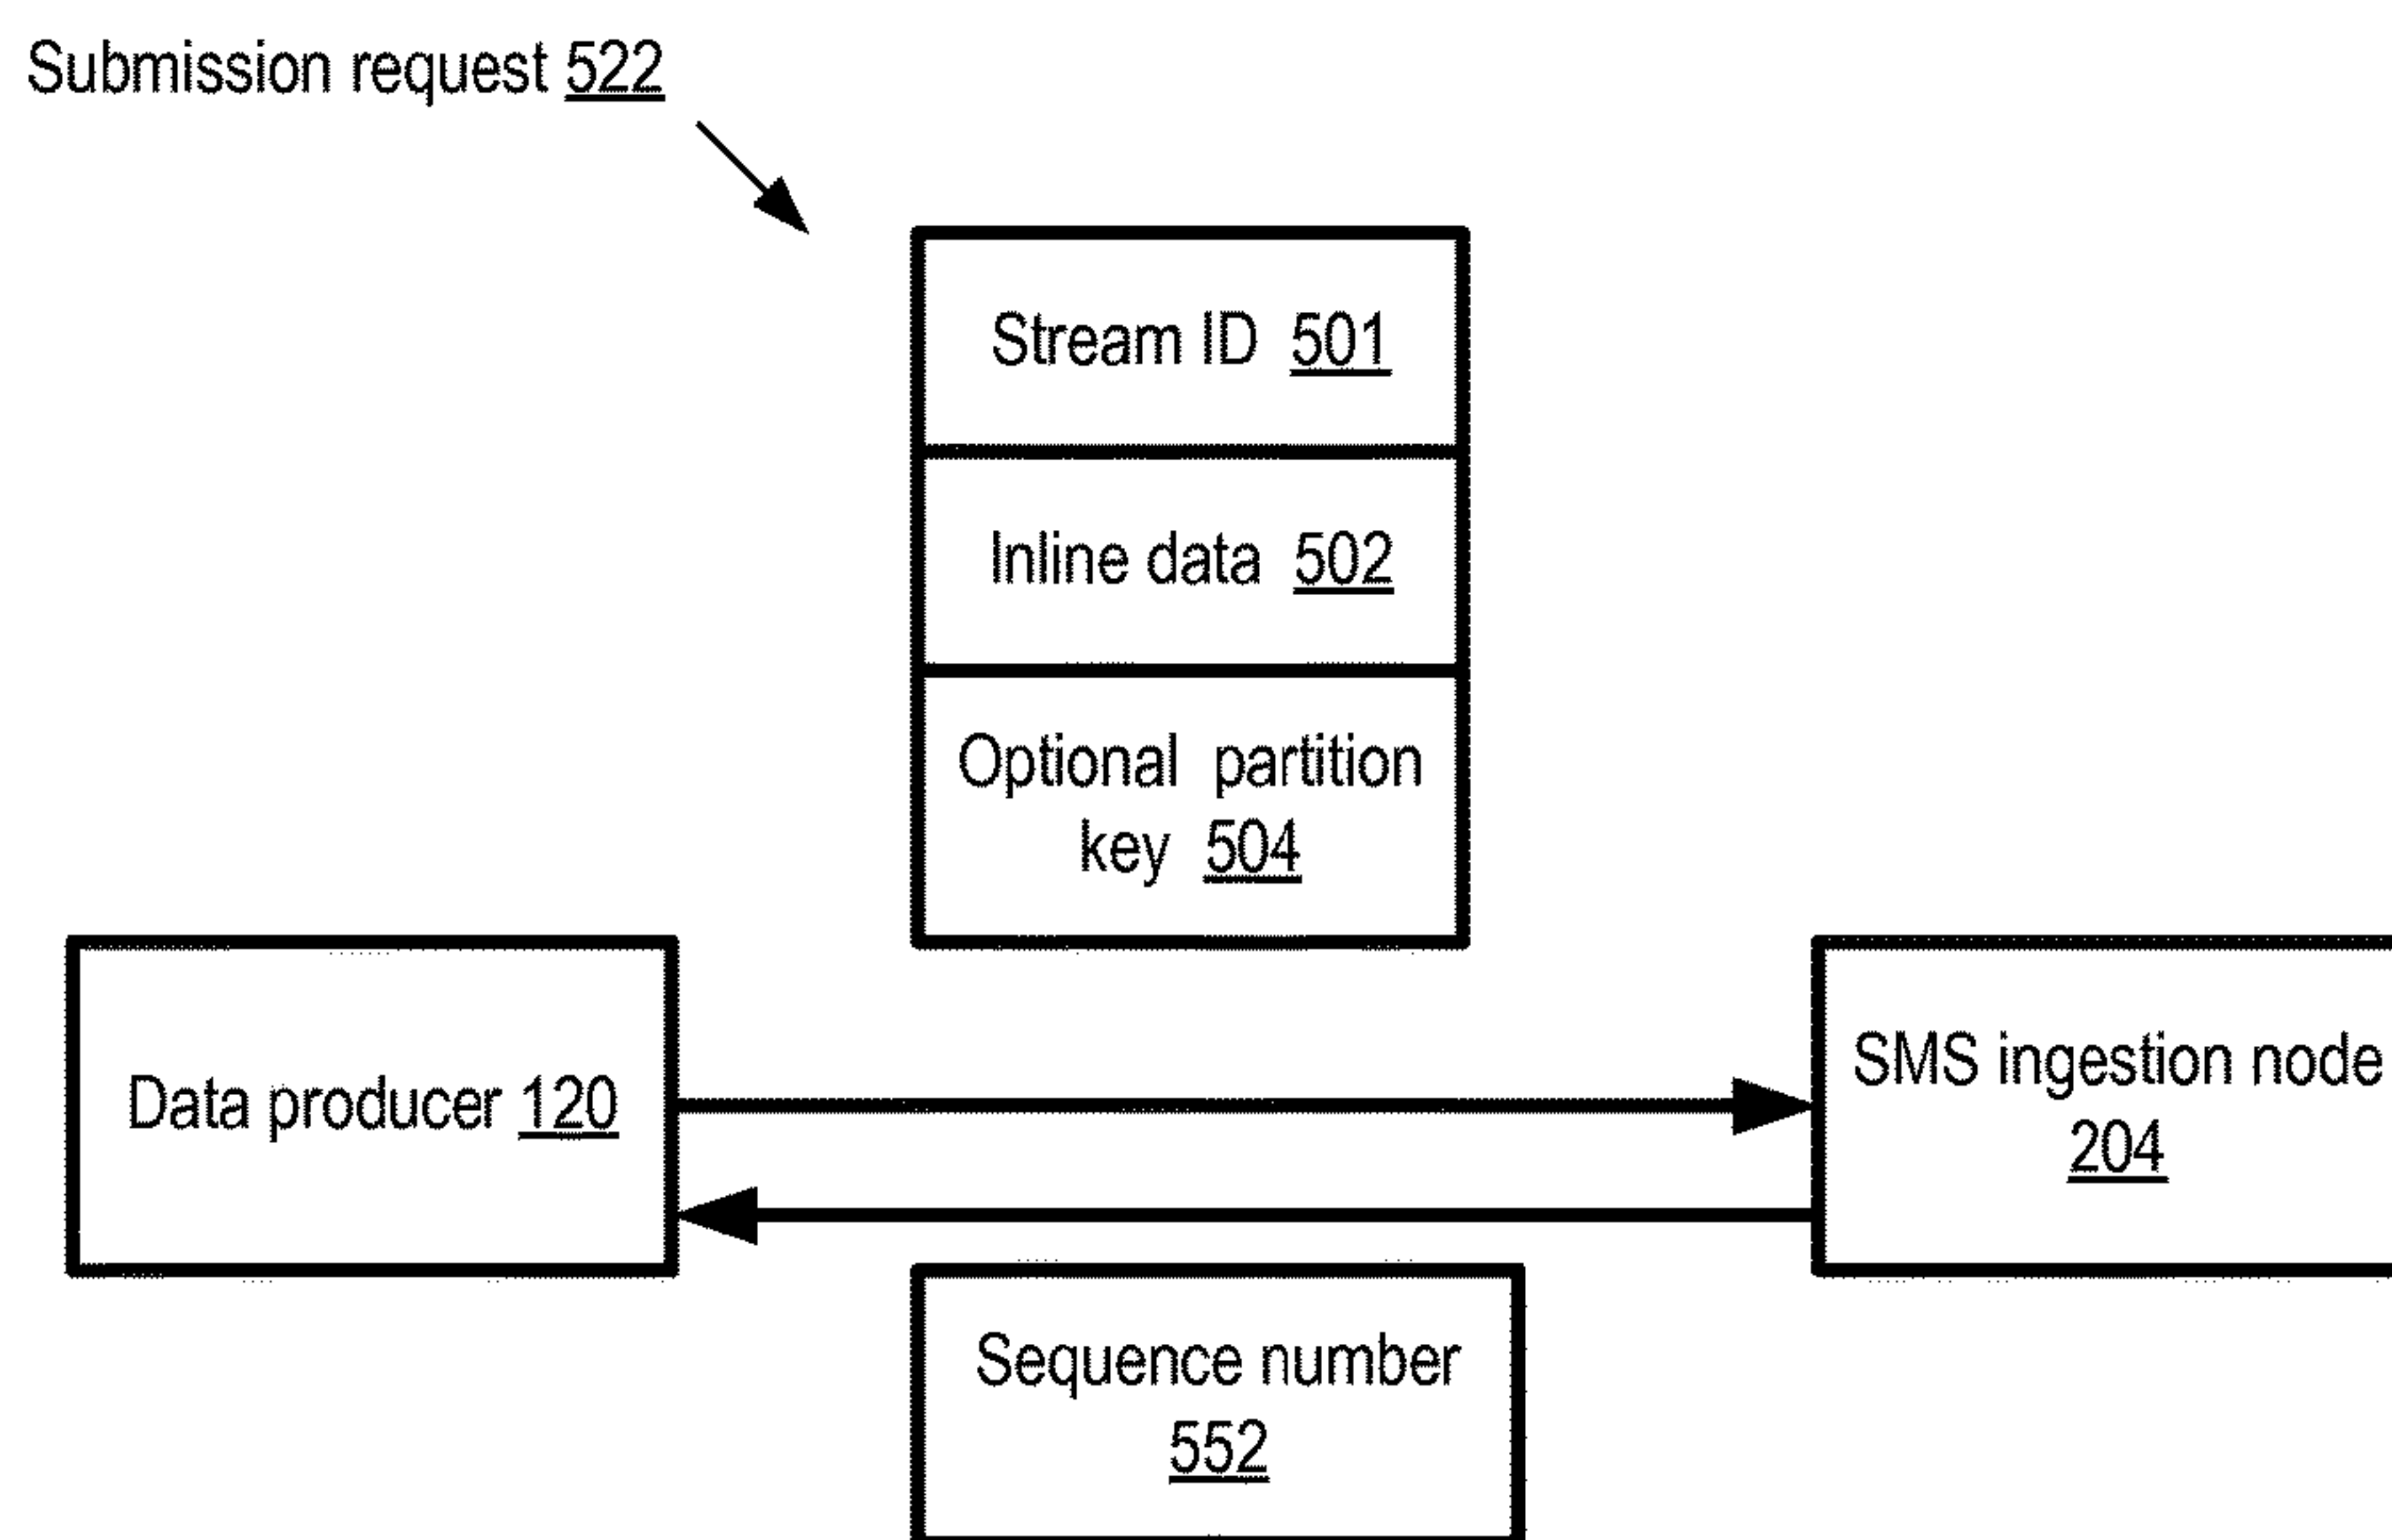 Submission request 522
Stream ID 501
Inline data 502
Optional partition
key 504
Data producer 120
SMS ingestion node
204
Sequence number
552